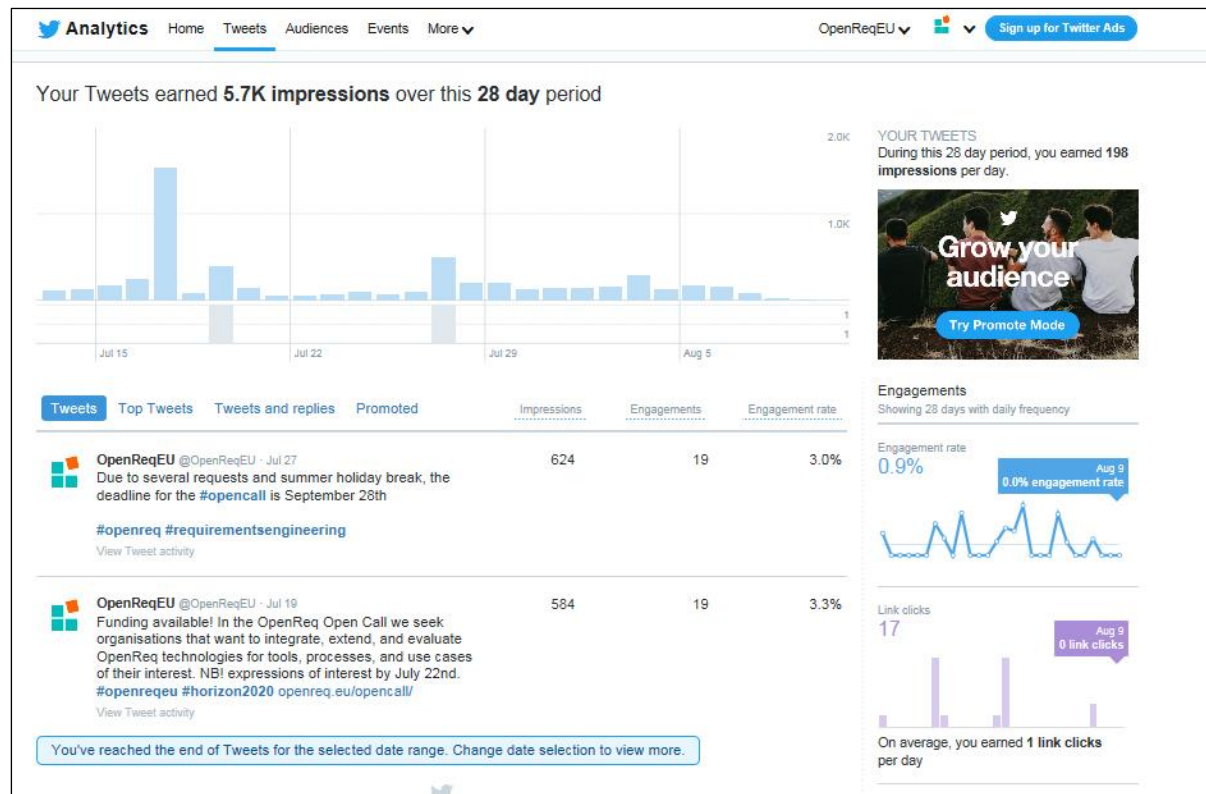 Analytics Home Tweets Audiences Events More OpenReqEU Sign up for Twitter Ads
Your Tweets earned 5.7K impressions over this 28 day period
2.0K
1.0K
1
1
Jul 15 Jul 22 Jul 29 Aug 5
YOUR TWEETS
During this 28 day period, you earned 198
impressions per day.
Grow your
audience
Try Promote Mode
Tweets Top Tweets Tweets and replies Promoted Impressions Engagements Engagement rate
OpenReqEU @OpenReqEU · Jul 27 624 19 3.0%
Due to several requests and summer holiday break, the
deadline for the #opencall is September 28th
#openreq #requirementsengineering
View Tweet activity
OpenReqEU @OpenReqEU · Jul 19 584 19 3.3%
Funding available! In the OpenReq Open Call we seek
organisations that want to integrate, extend, and evaluate
OpenReq technologies for tools, processes, and use cases
of their interest. NB! expressions of interest by July 22nd.
#openreqeu #horizon2020 openreq.eu/opencall/
View Tweet activity
You've reached the end of Tweets for the selected date range. Change date selection to view more.
Engagements
Showing 28 days with daily frequency
Engagement rate
0.9%
Aug 9
0.0% engagement rate
Link clicks
17
Aug 9
0 link clicks
On average, you earned 1 link clicks
per day